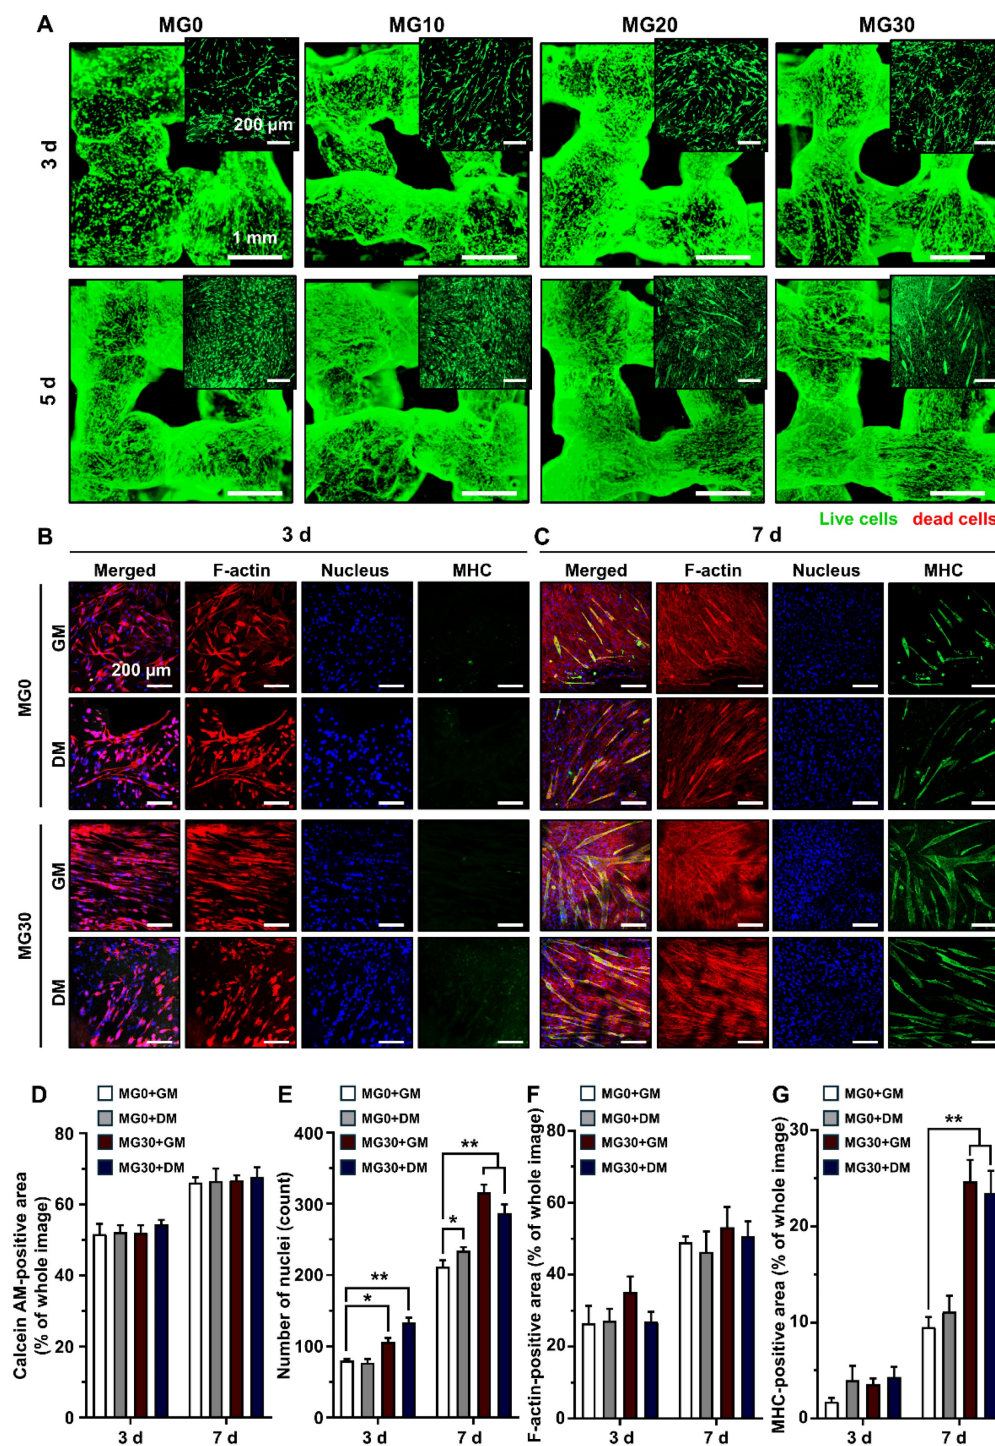 A
MG0 MG10 MG20 MG30
3 d
200 µm
1 mm
5 d
Live cells dead cells
B 3 d C 7 d
Merged F-actin Nucleus MHC Merged F-actin Nucleus MHC
MG0
GM
200 µm
DM
MG30
GM
DM
D
MG0+GM
MG0+DM
MG30+GM
MG30+DM
Calcein AM-positive area
(% of whole image)
80
60
40
20
0
3 d 7 d
E
MG0+GM
MG0+DM
MG30+GM
MG30+DM
Number of nuclei (count)
400
300
200
100
0
**
*
*
**
3 d 7 d
F
MG0+GM
MG0+DM
MG30+GM
MG30+DM
F-actin-positive area (% of whole image)
80
60
40
20
0
3 d 7 d
G
MG0+GM
MG0+DM
MG30+GM
MG30+DM
MHC-positive area (% of whole image)
30
20
10
0
**
3 d 7 d